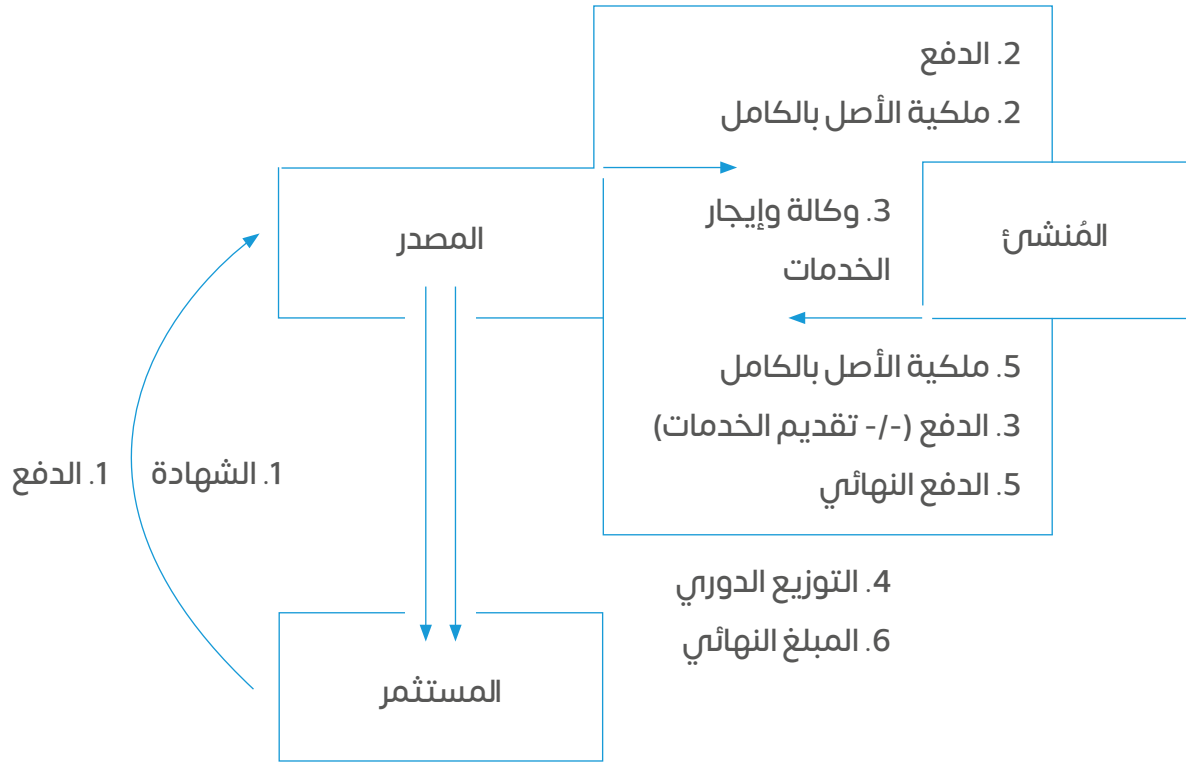 2. الدفع
2. ملكية الأصل بالكامل
المُنشئ
3. وكالة وإيجار
الخدمات
المصدر
5. ملكية الأصل بالكامل
3. الدفع (-/- تقديم الخدمات)
5. الدفع النهائي
1. الشهادة
1. الدفع
4. التوزيع الدوري
6. المبلغ النهائي
المستثمر